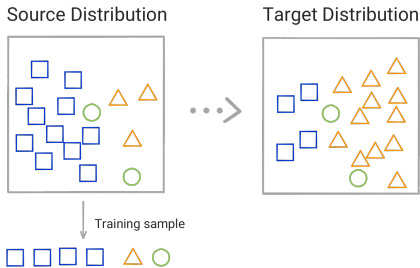 Source Distribution
Target Distribution
Training sample